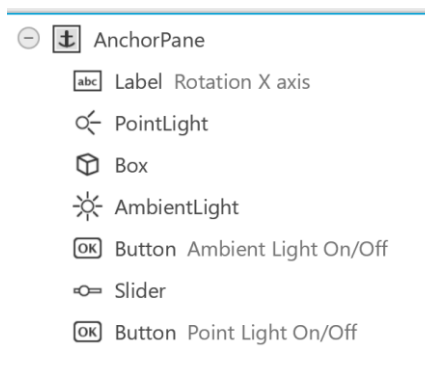 AnchorPane
abc Label Rotation X axis
PointLight
Box
AmbientLight
OK Button Ambient Light On/Off
Slider
OK Button Point Light On/Off